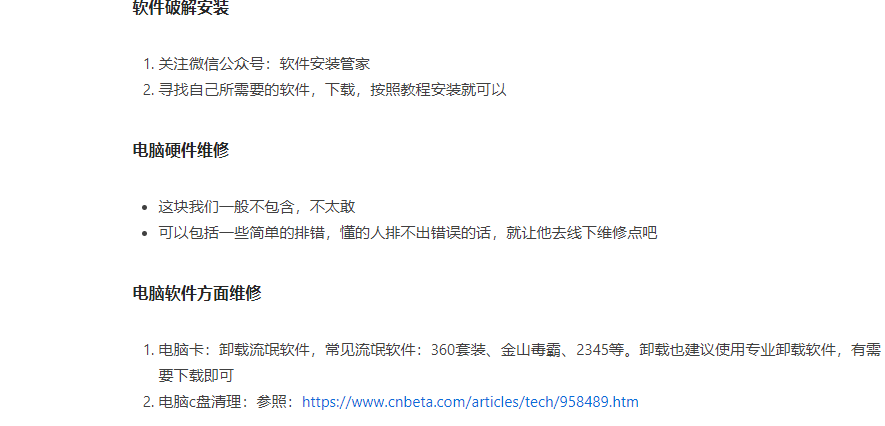 软件破解安装
1. 关注微信公众号：软件安装管家
2. 寻找自己所需要的软件，下载，按照教程安装就可以
电脑硬件维修
• 这块我们一般不包含，不太敢
• 可以包括一些简单的排错，懂的人排不出错误的话，就让他去线下维修点吧
电脑软件方面维修
1. 电脑卡：卸载流氓软件，常见流氓软件：360套装、金山毒霸、2345等。卸载也建议使用专业卸载软件，有需
要下载即可
2. 电脑c盘清理：参照：https://www.cnbeta.com/articles/tech/958489.htm